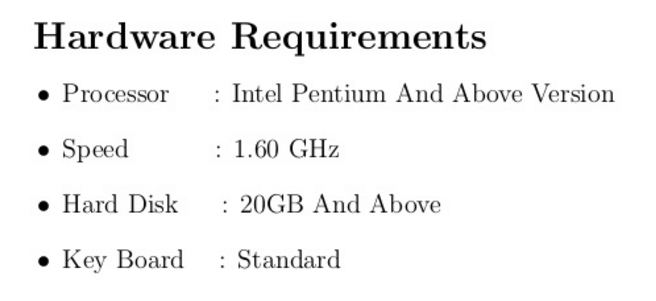 Hardware Requirements
• Processor : Intel Pentium And Above Version
• Speed : 1.60 GHz
• Hard Disk : 20GB And Above
• Key Board : Standard